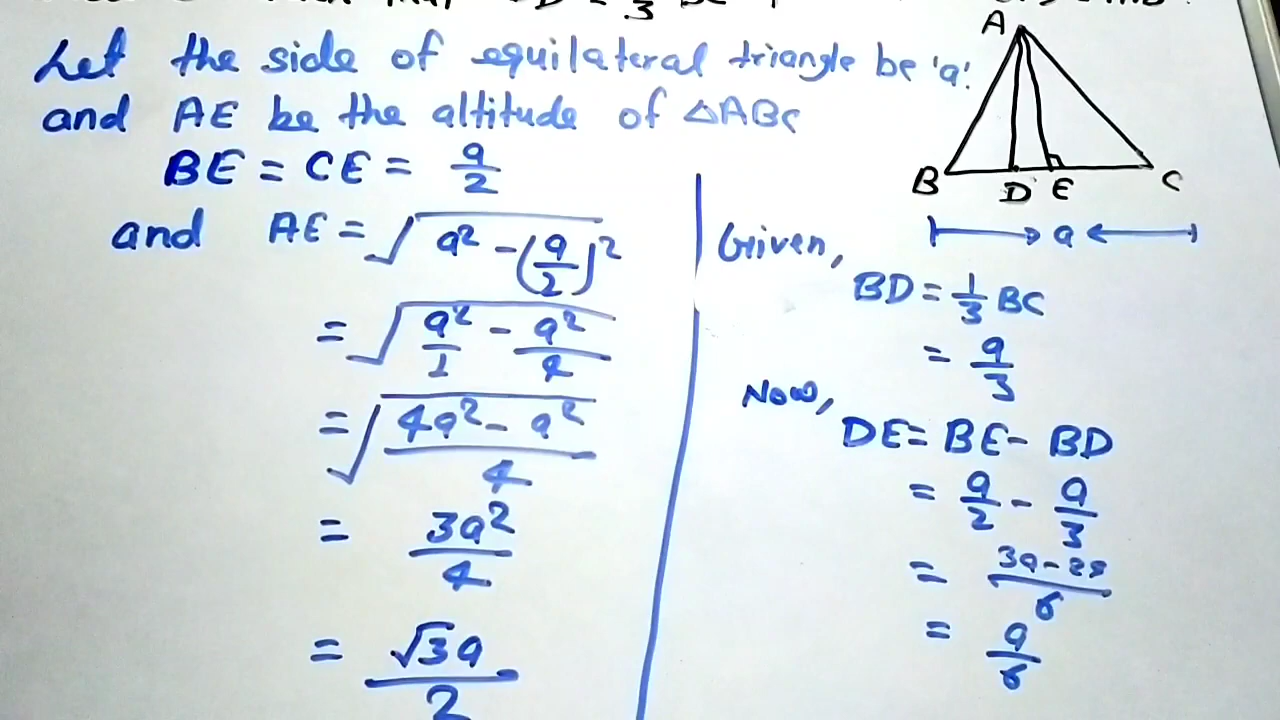 Let the side of equilateral triangle be 'a'.
and AE be the altitude of △ABC
BE = CE = a/2
and AE = √(a² - (a/2)²)
= √(a²/1 - a²/4)
= √((4a² - a²)/4)
= 3a²/4
= √3a/2
A
B D E C
a
Given,
BD = 1/3 BC
= a/3
Now,
DE = BE - BD
= a/2 - a/3
= (3a - 2a)/6
= a/6